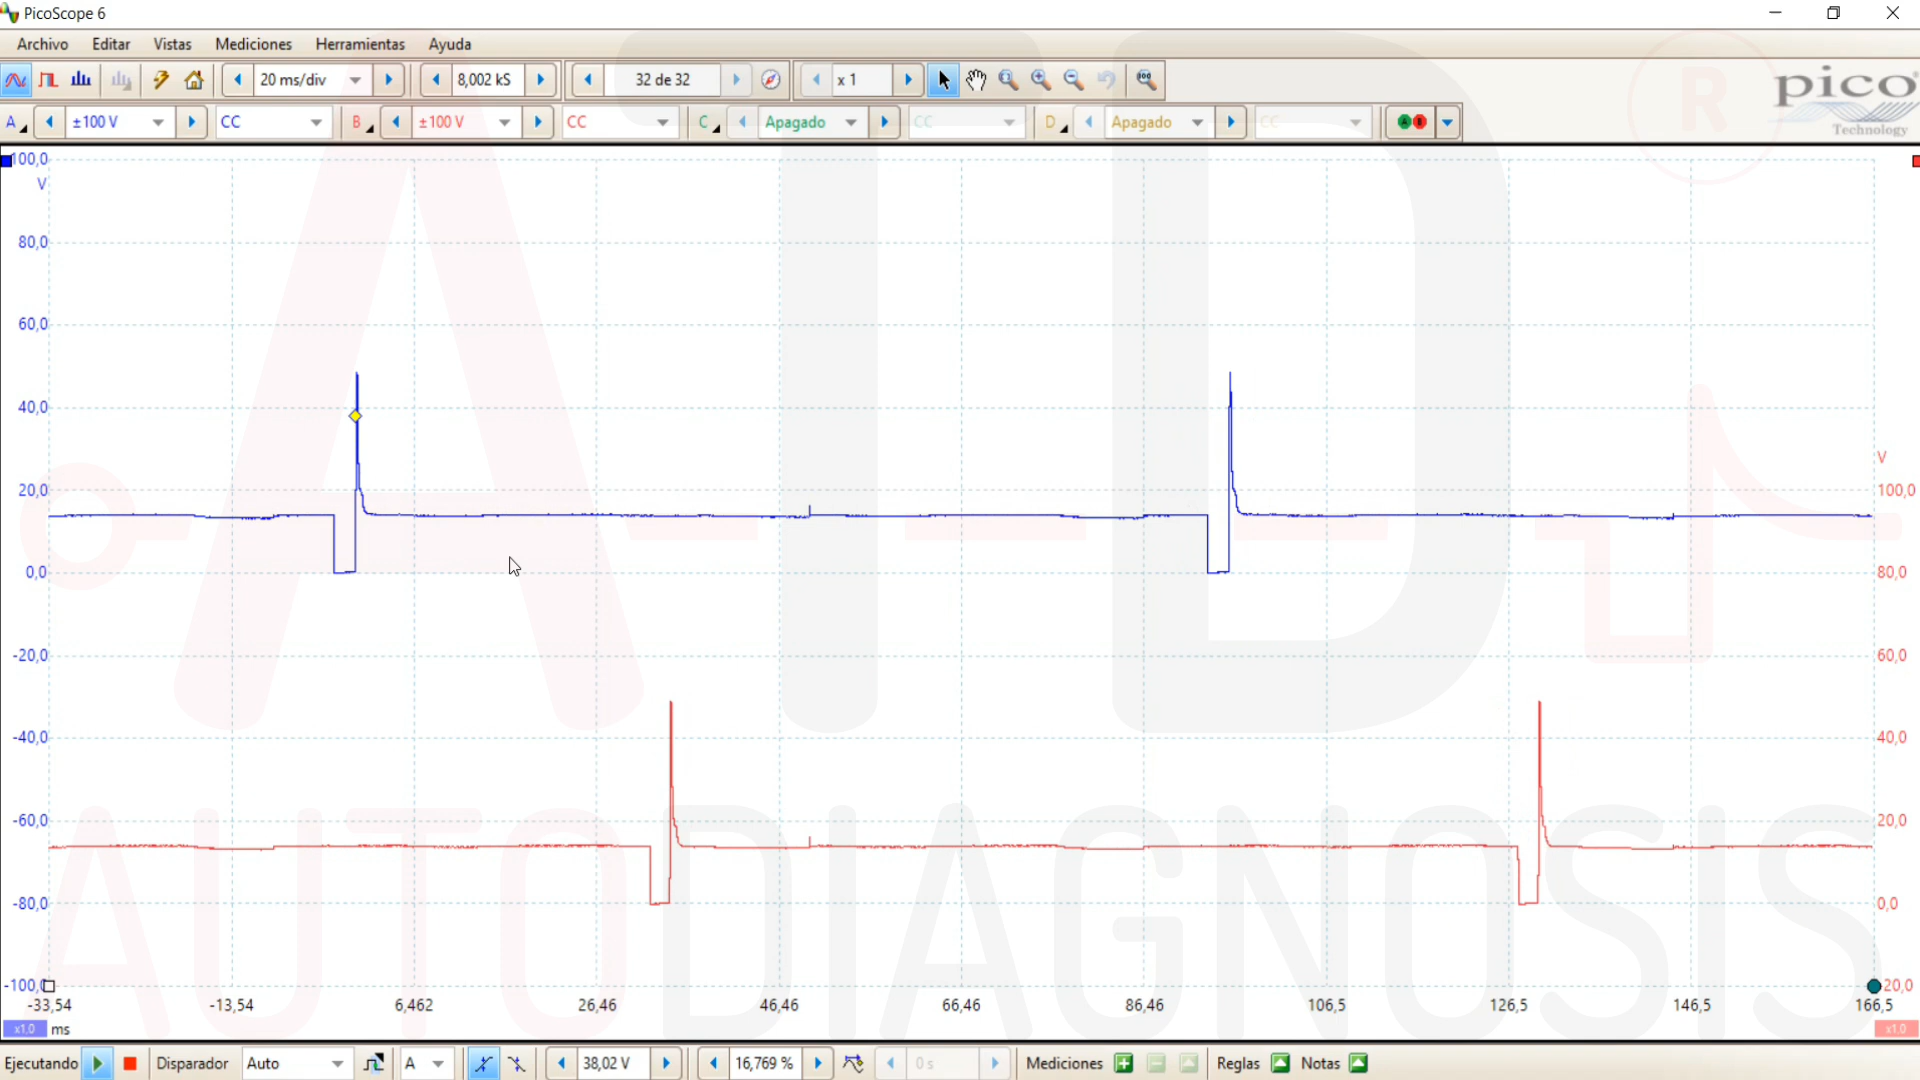 PicoScope 6
Archivo Editar Vistas Mediciones Herramientas Ayuda
20 ms/div 8,002 kS 32 de 32 x 1
pico
Technology
A ±100 V CC B ±100 V CC C Apagado CC D Apagado CC
R
100,0
V
80,0
60,0
40,0
20,0
0,0
-20,0
-40,0
-60,0
-80,0
-100,0
V
100,0
80,0
60,0
40,0
20,0
0,0
20,0
ATD
AUTODIAGNOSIS
-33,54 -13,54 6,462 26,46 46,46 66,46 86,46 106,5 126,5 146,5 166,5
x1.0 ms x1.0
Ejecutando Disparador Auto A 38,02 V 16,769 % 0 s Mediciones Reglas Notas